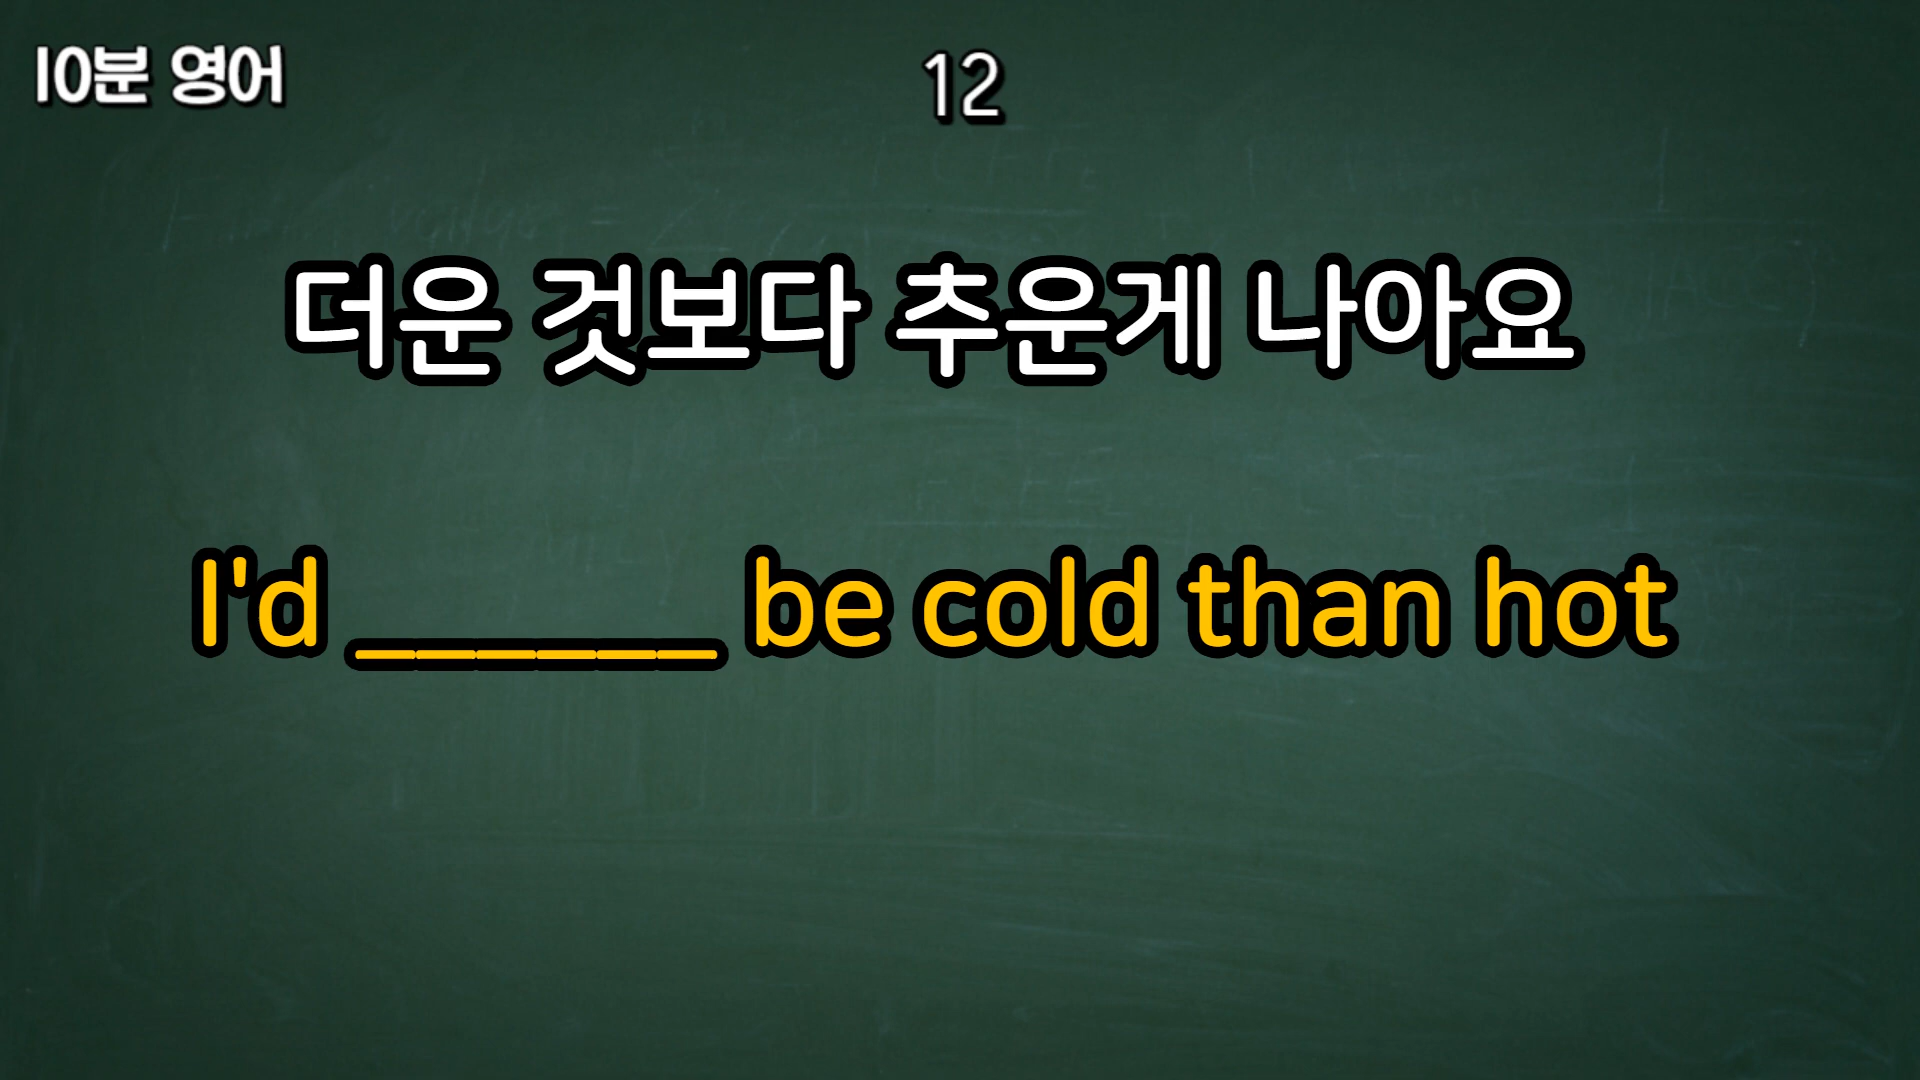 10분 영어
12
더운 것보다 추운게 나아요
I'd ______ be cold than hot